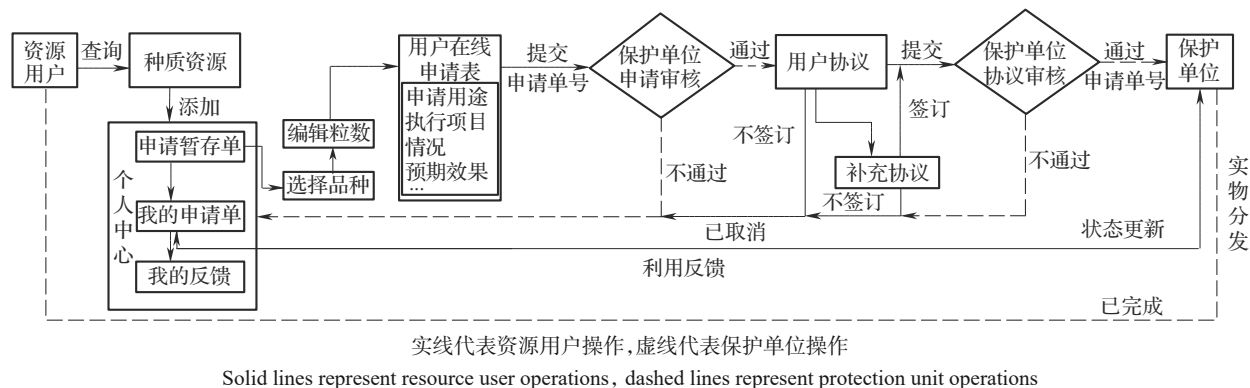 资源
用户
查询
种质资源
添加
个人中心
申请暂存单
我的申请单
我的反馈
选择品种
编辑粒数
用户在线
申请表
申请用途
执行项目
情况
预期效果
...
提交
申请单号
保护单位
申请审核
通过
不通过
用户协议
不签订
补充协议
签订
不签订
提交
保护单位
协议审核
通过
申请单号
不通过
保护
单位
实物分发
已取消
状态更新
利用反馈
已完成
实线代表资源用户操作,虚线代表保护单位操作
Solid lines represent resource user operations, dashed lines represent protection unit operations